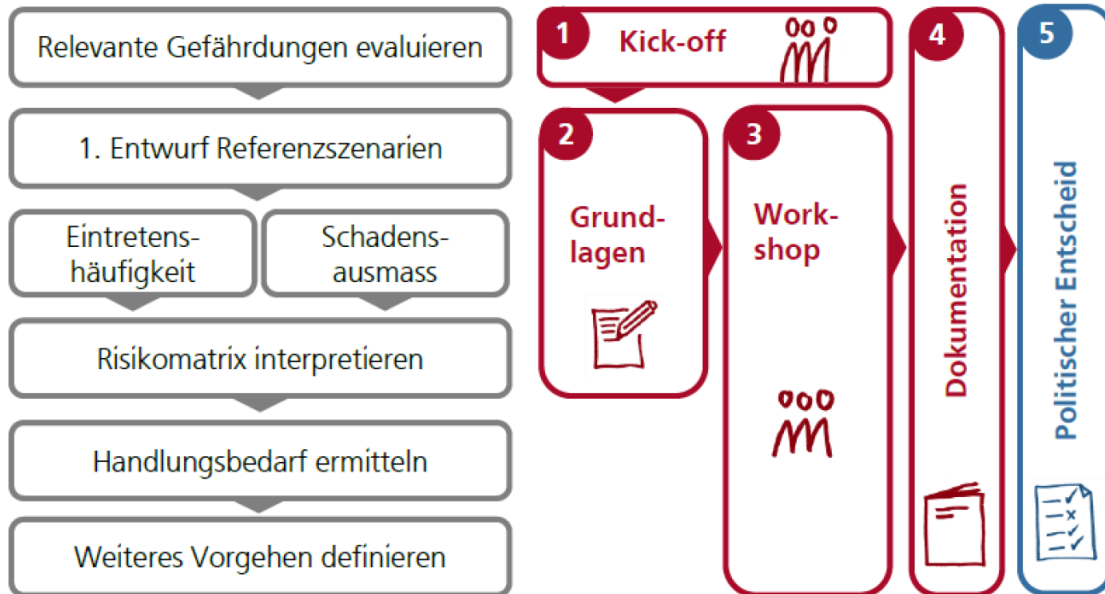 Relevante Gefährdungen evaluieren
1. Entwurf Referenzszenarien
Eintretens-
häufigkeit
Schadens-
ausmass
Risikomatrix interpretieren
Handlungsbedarf ermitteln
Weiteres Vorgehen definieren
1
Kick-off
2
Grund-
lagen
3
Work-
shop
4
Dokumentation
5
Politischer Entscheid